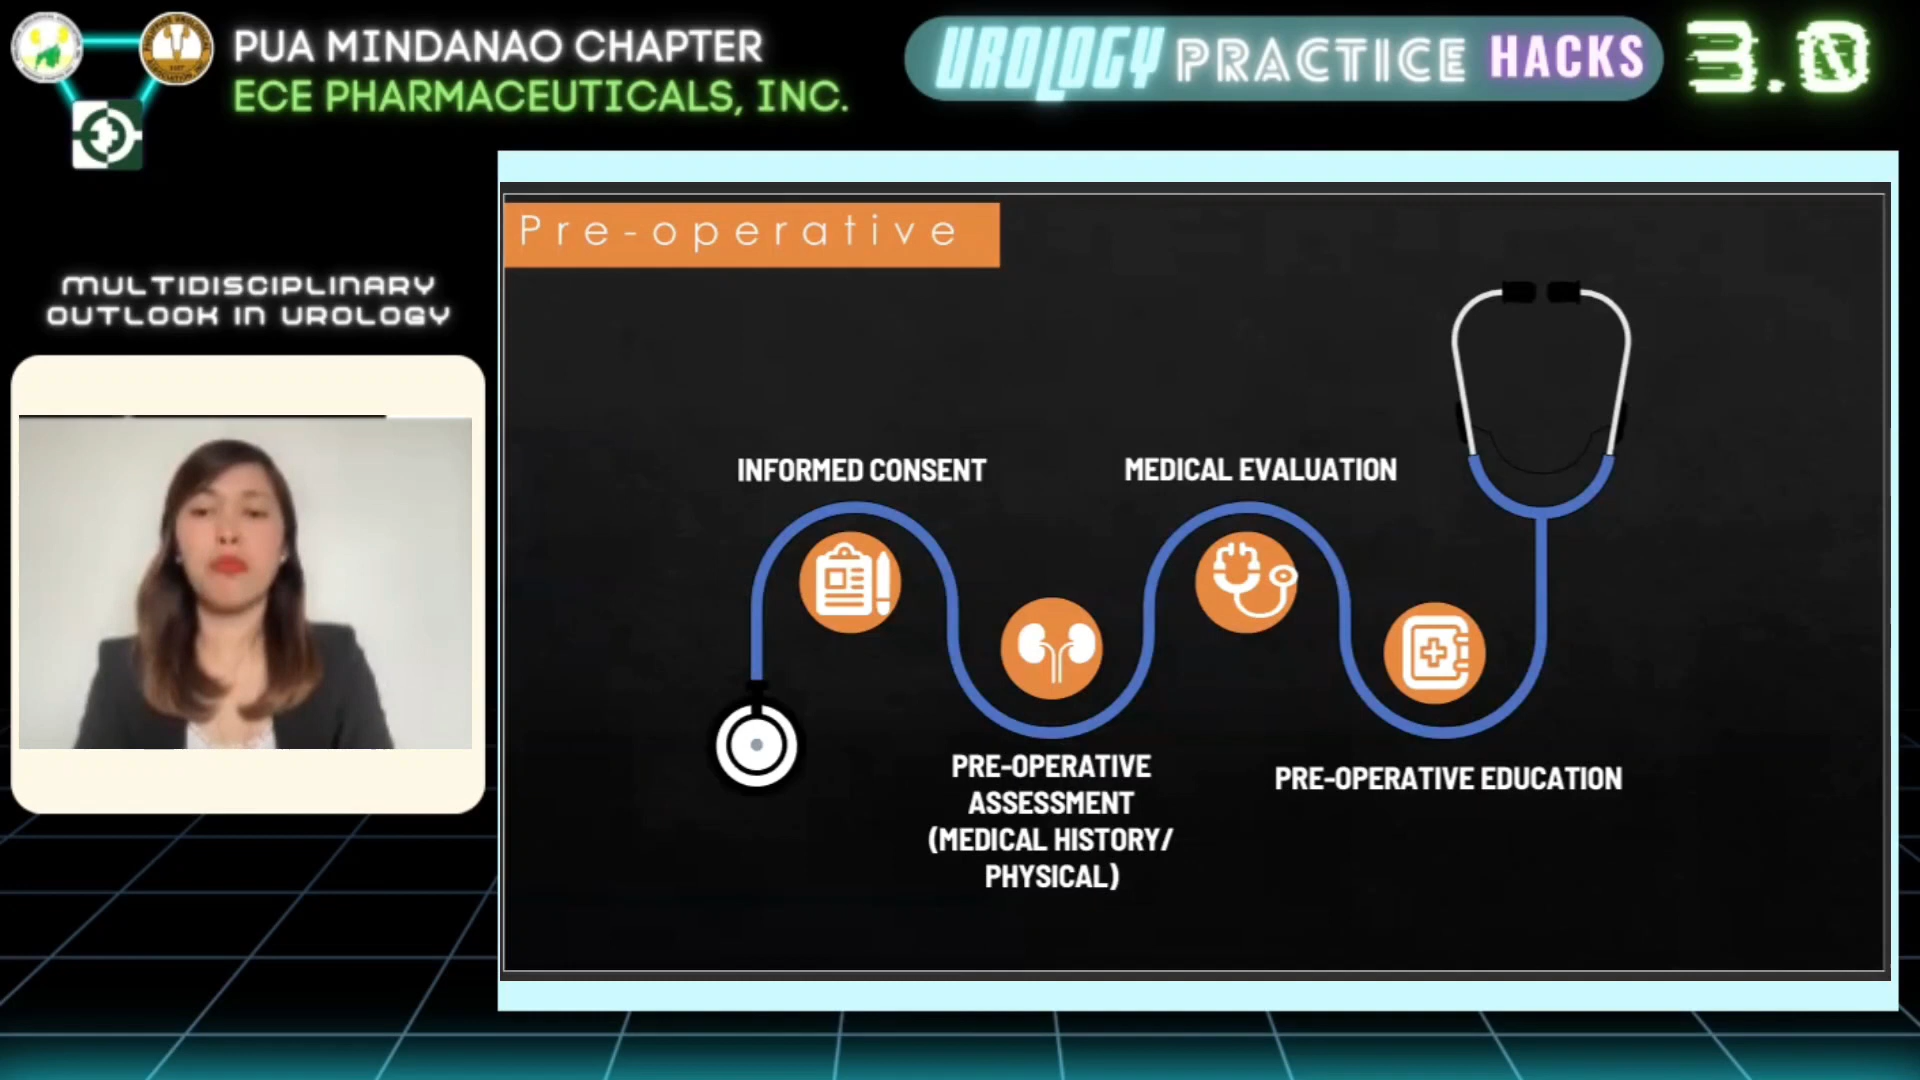 PUA MINDANAO CHAPTER
ECE PHARMACEUTICALS, INC.
UROLOGY PRACTICE HACKS 3.0
MULTIDISCIPLINARY
OUTLOOK IN UROLOGY
Pre-operative
INFORMED CONSENT
MEDICAL EVALUATION
PRE-OPERATIVE
ASSESSMENT
(MEDICAL HISTORY/
PHYSICAL)
PRE-OPERATIVE EDUCATION